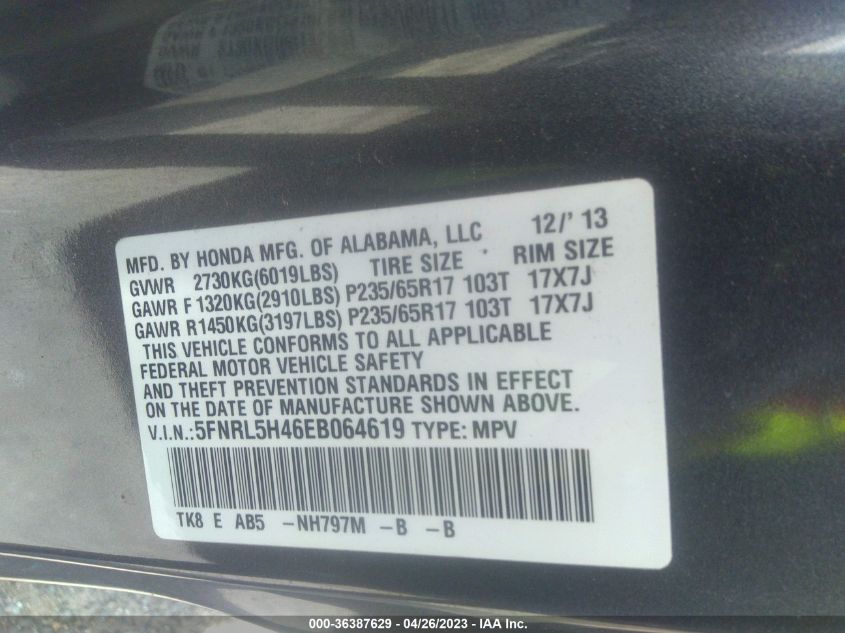 MFD. BY HONDA MFG. OF ALABAMA, LLC 12/' 13
GVWR 2730KG(6019LBS) TIRE SIZE RIM SIZE
GAWR F 1320KG(2910LBS) P235/65R17 103T 17X7J
GAWR R1450KG(3197LBS) P235/65R17 103T 17X7J
THIS VEHICLE CONFORMS TO ALL APPLICABLE
FEDERAL MOTOR VEHICLE SAFETY
AND THEFT PREVENTION STANDARDS IN EFFECT
ON THE DATE OF MANUFACTURE SHOWN ABOVE.
V.I.N.:5FNRL5H46EB064619 TYPE: MPV
TK8 E AB5 -NH797M -B -B
000-36387629 - 04/26/2023 - IAA Inc.